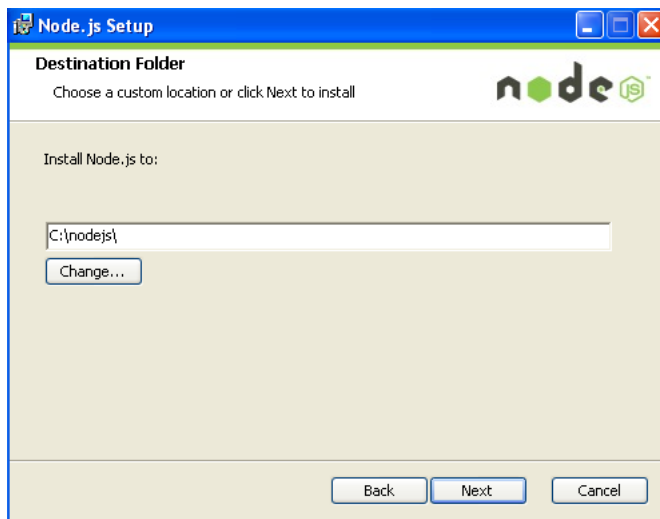 Node.js Setup
Destination Folder
Choose a custom location or click Next to install
node JS
Install Node.js to:
C:\nodejs\
Change...
Back Next Cancel